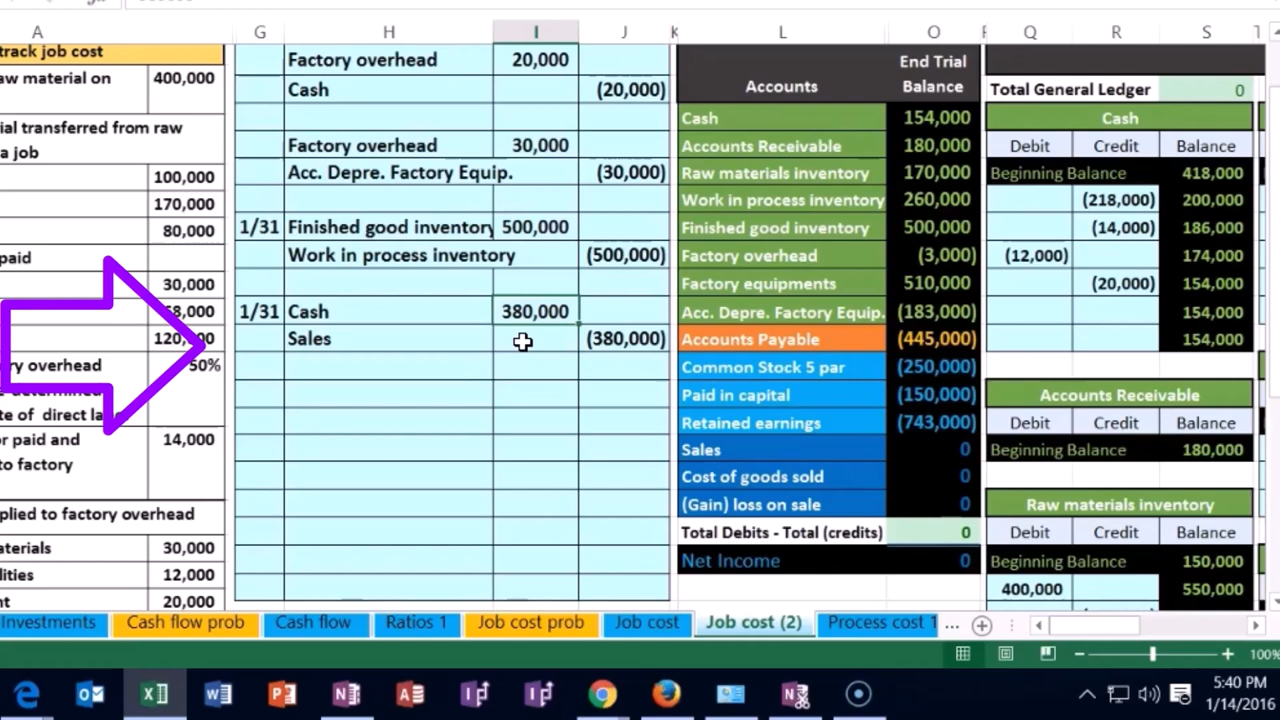 A G H I J K L O Q R S
track job cost
aw material on 400,000
ial transferred from raw
a job
100,000
170,000
80,000
paid
30,000
120,
ry overhead 50%
te of direct la
or paid and 14,000
to factory
plied to factory overhead
aterials 30,000
lities 12,000
nt 20,000
Factory overhead 20,000
Cash (20,000)
Factory overhead 30,000
Acc. Depre. Factory Equip. (30,000)
1/31 Finished good inventory 500,000
Work in process inventory (500,000)
1/31 Cash 380,000
Sales (380,000)
Accounts End Trial Balance
Cash 154,000
Accounts Receivable 180,000
Raw materials inventory 170,000
Work in process inventory 260,000
Finished good inventory 500,000
Factory overhead (3,000)
Factory equipments 510,000
Acc. Depre. Factory Equip. (183,000)
Accounts Payable (445,000)
Common Stock 5 par (250,000)
Paid in capital (150,000)
Retained earnings (743,000)
Sales 0
Cost of goods sold 0
(Gain) loss on sale 0
Total Debits - Total (credits) 0
Net Income 0
Total General Ledger 0
Cash
Debit Credit Balance
Beginning Balance 418,000
(218,000) 200,000
(14,000) 186,000
(12,000) 174,000
(20,000) 154,000
154,000
154,000
Accounts Receivable
Debit Credit Balance
Beginning Balance 180,000
Raw materials inventory
Debit Credit Balance
Beginning Balance 150,000
400,000 550,000
Investments Cash flow prob Cash flow Ratios 1 Job cost prob Job cost Job cost (2) Process cost 1 ...
100%
5:40 PM
1/14/2016